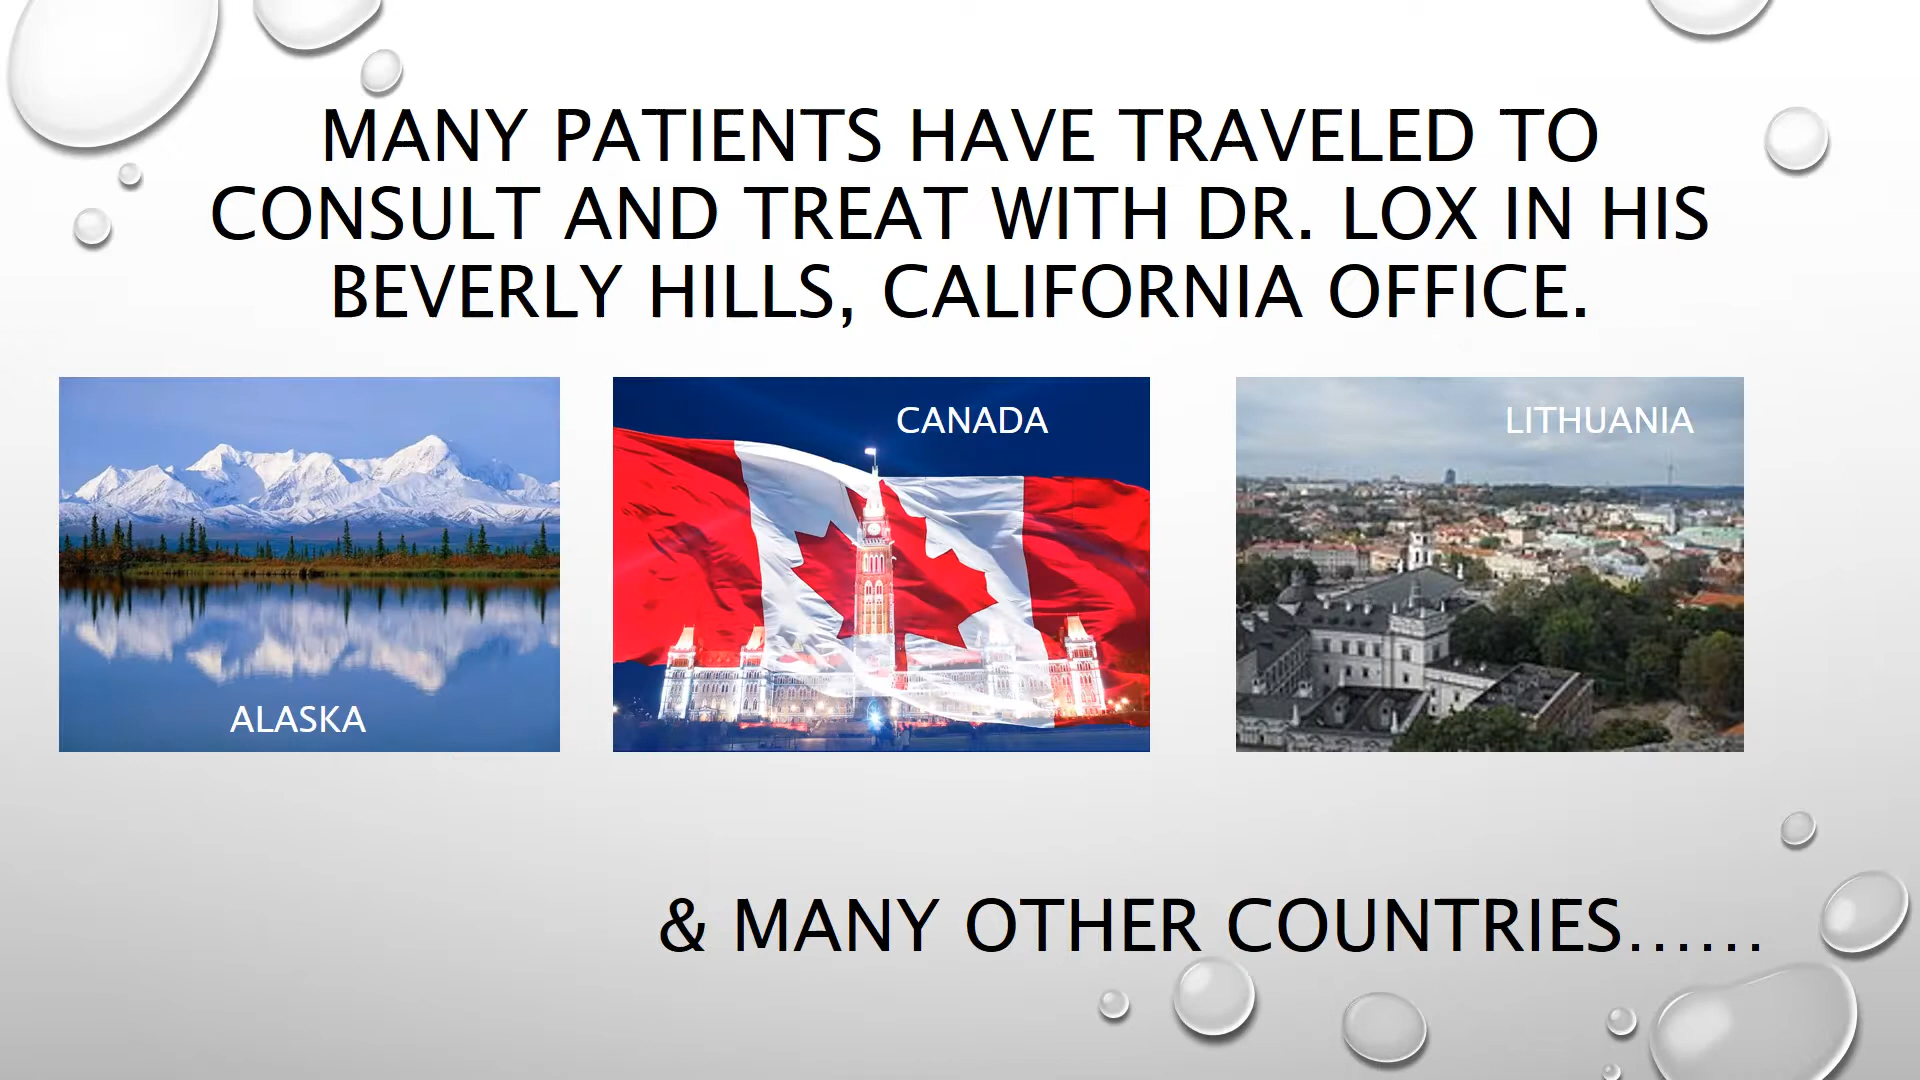 MANY PATIENTS HAVE TRAVELED TO
CONSULT AND TREAT WITH DR. LOX IN HIS
BEVERLY HILLS, CALIFORNIA OFFICE.
ALASKA
CANADA
LITHUANIA
& MANY OTHER COUNTRIES......